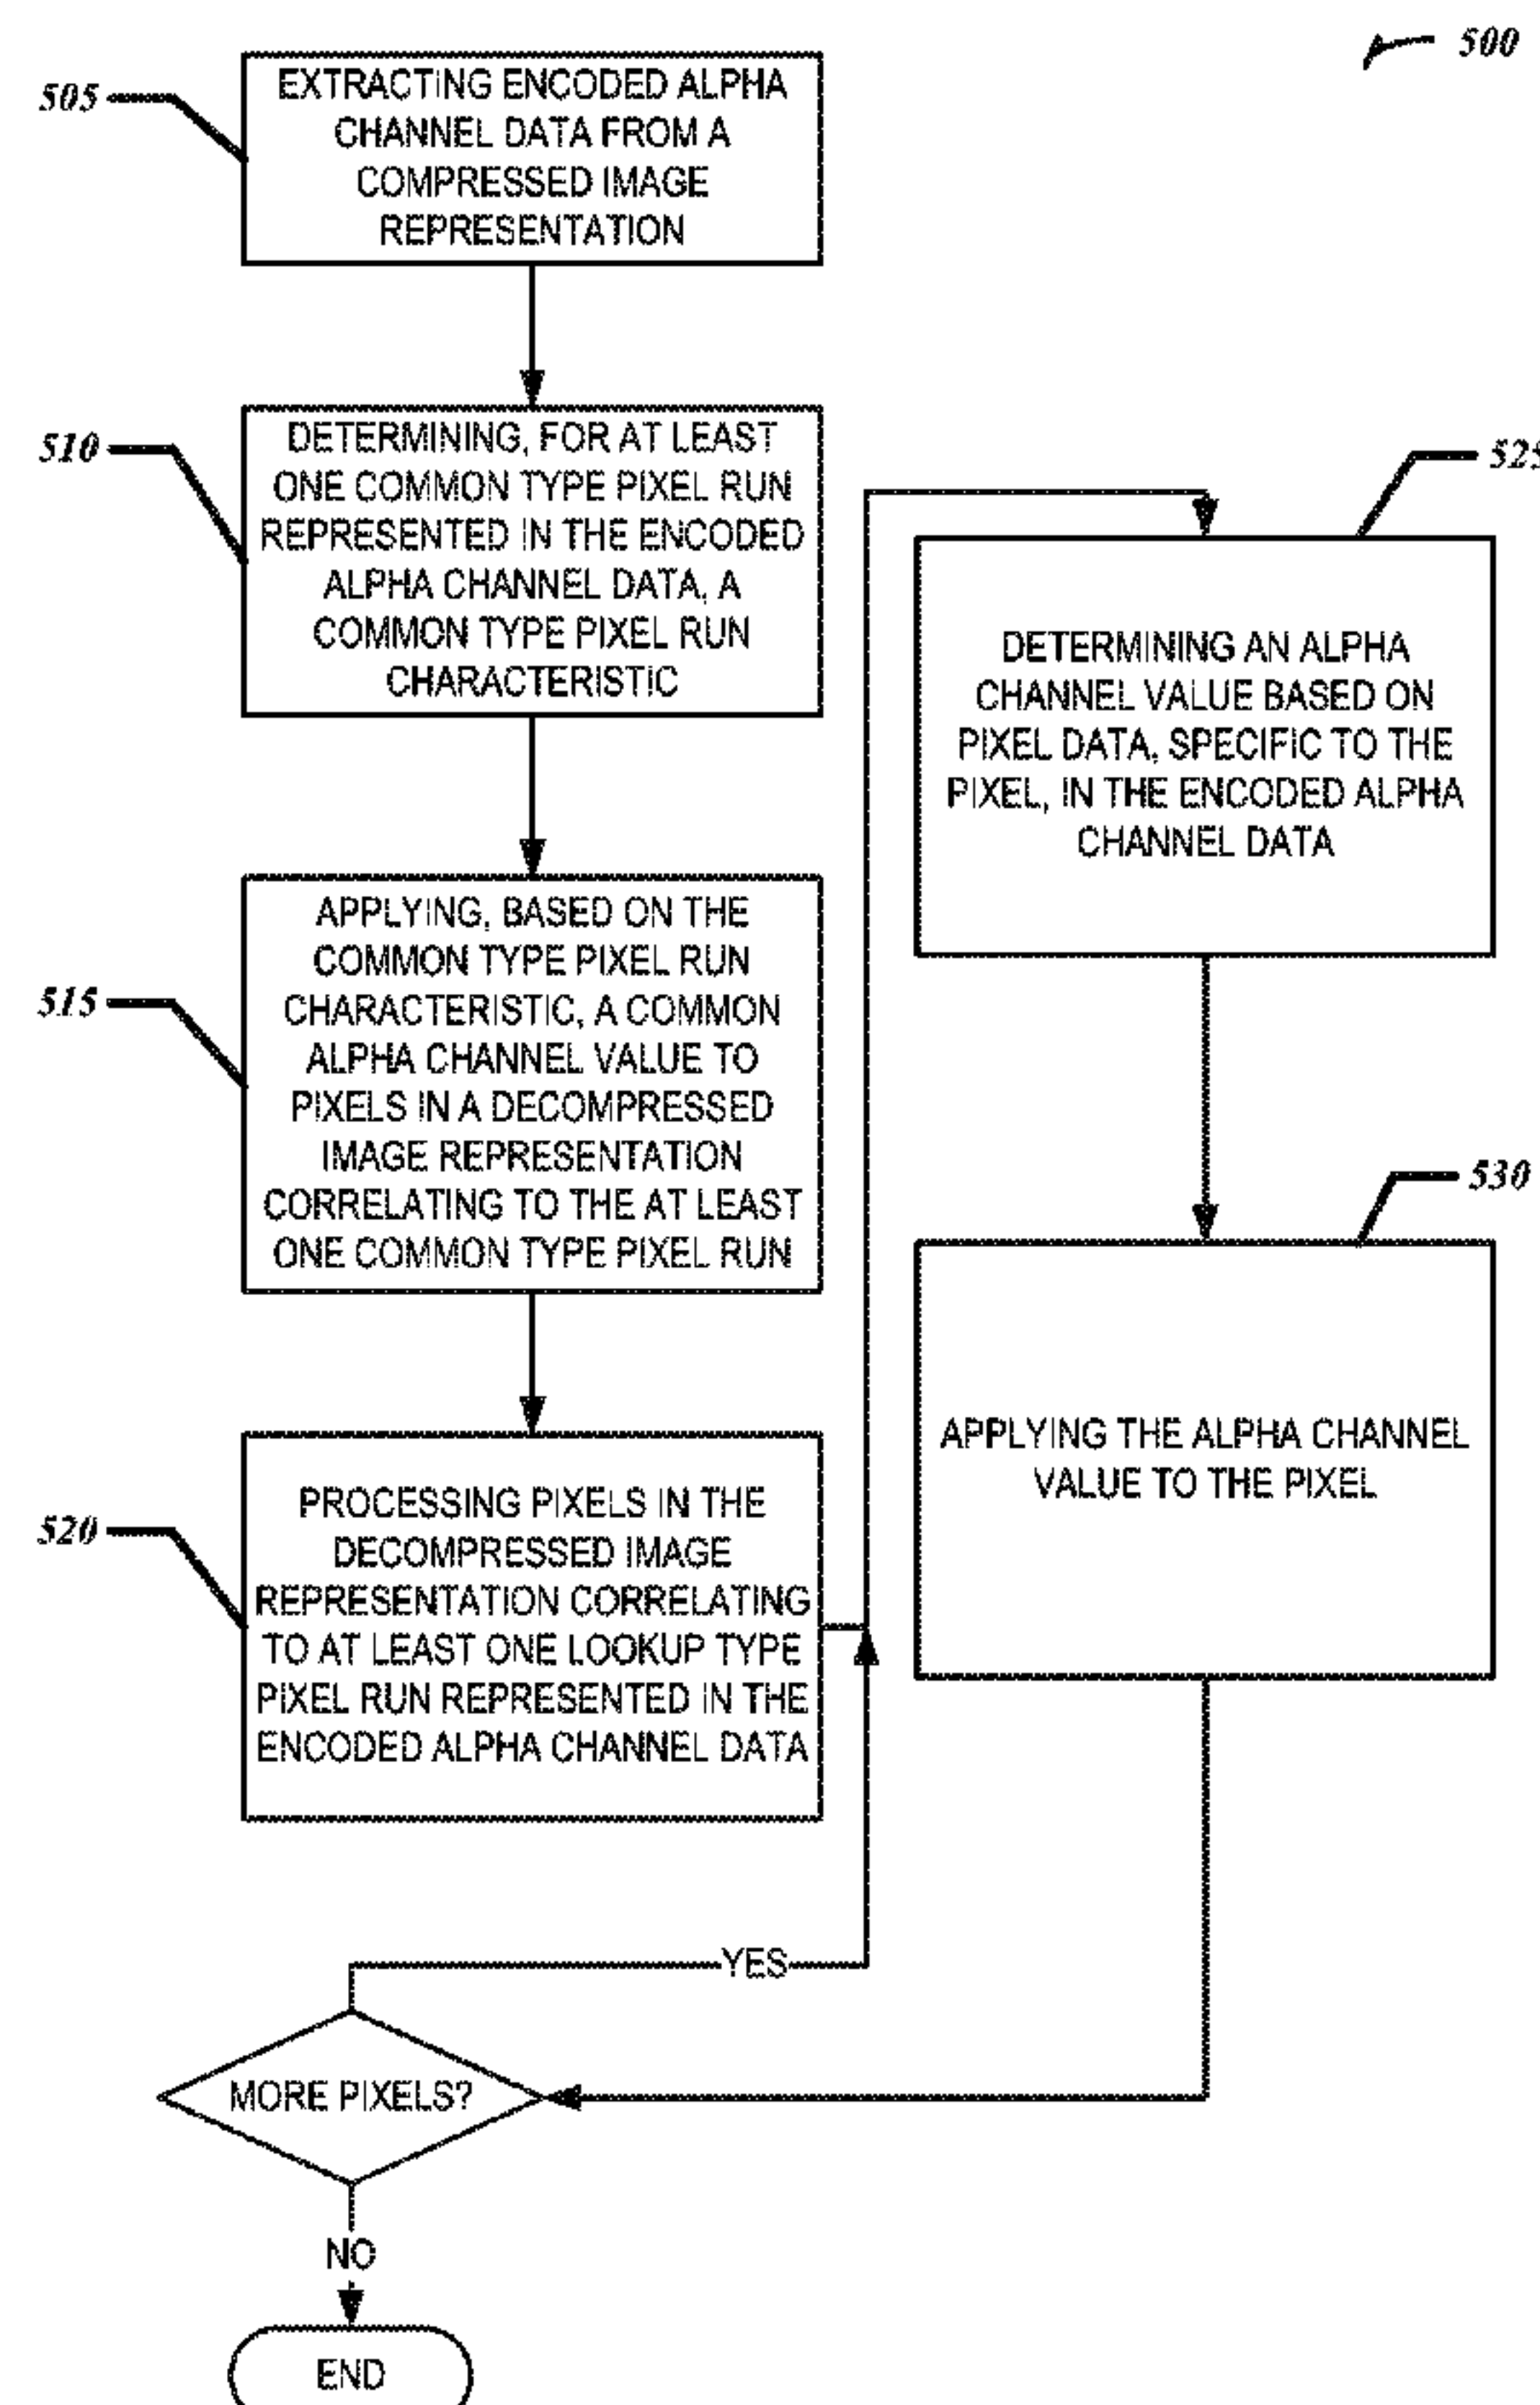 500
505
EXTRACTING ENCODED ALPHA
CHANNEL DATA FROM A
COMPRESSED IMAGE
REPRESENTATION
510
DETERMINING, FOR AT LEAST
ONE COMMON TYPE PIXEL RUN
REPRESENTED IN THE ENCODED
ALPHA CHANNEL DATA, A
COMMON TYPE PIXEL RUN
CHARACTERISTIC
515
APPLYING, BASED ON THE
COMMON TYPE PIXEL RUN
CHARACTERISTIC, A COMMON
ALPHA CHANNEL VALUE TO
PIXELS IN A DECOMPRESSED
IMAGE REPRESENTATION
CORRELATING TO THE AT LEAST
ONE COMMON TYPE PIXEL RUN
520
PROCESSING PIXELS IN THE
DECOMPRESSED IMAGE
REPRESENTATION CORRELATING
TO AT LEAST ONE LOOKUP TYPE
PIXEL RUN REPRESENTED IN THE
ENCODED ALPHA CHANNEL DATA
525
DETERMINING AN ALPHA
CHANNEL VALUE BASED ON
PIXEL DATA, SPECIFIC TO THE
PIXEL, IN THE ENCODED ALPHA
CHANNEL DATA
530
APPLYING THE ALPHA CHANNEL
VALUE TO THE PIXEL
YES
MORE PIXELS?
NO
END